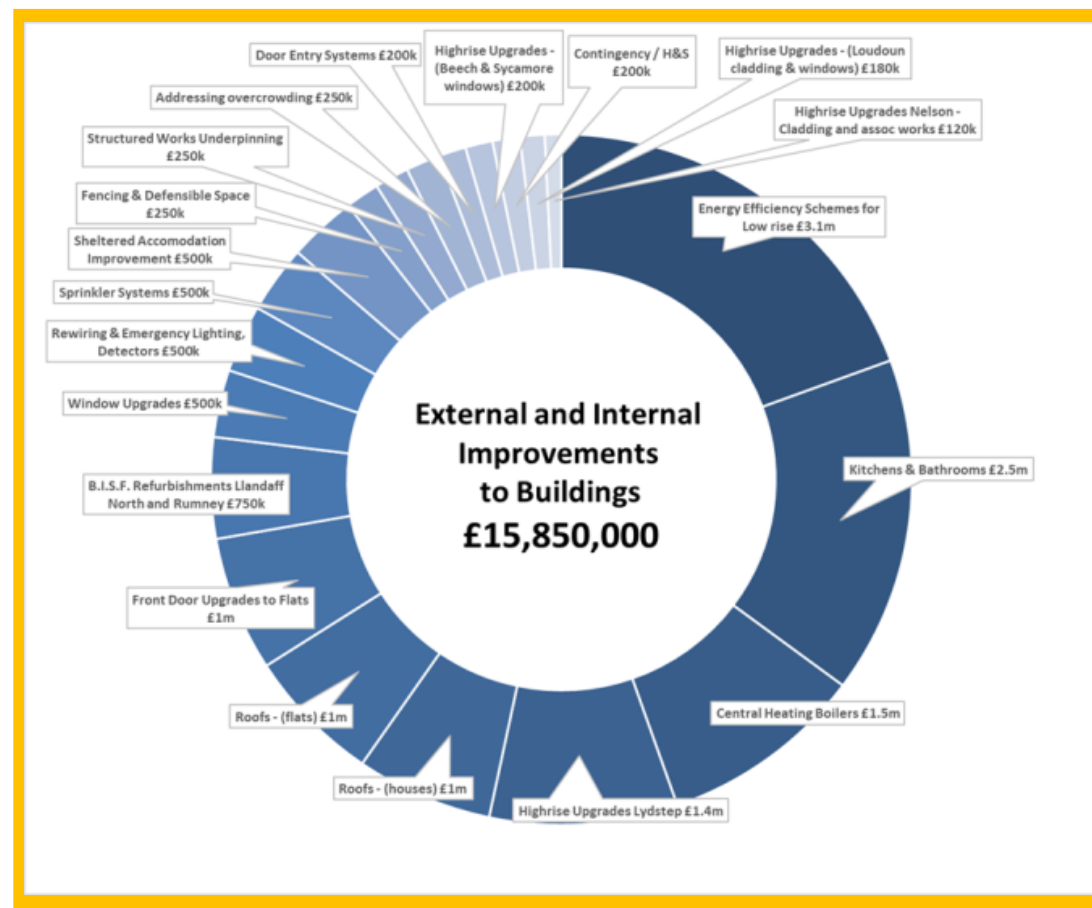 Door Entry Systems £200k
Highrise Upgrades -
(Beech & Sycamore
windows) £200k
Contingency / H&S
£200k
Highrise Upgrades - (Loudoun
cladding & windows) £180k
Addressing overcrowding £250k
Highrise Upgrades Nelson -
Cladding and assoc works £120k
Structured Works Underpinning
£250k
Fencing & Defensible Space
£250k
Energy Efficiency Schemes for
Low rise £3.1m
Sheltered Accomodation
Improvement £500k
Sprinkler Systems £500k
Rewiring & Emergency Lighting,
Detectors £500k
Window Upgrades £500k
External and Internal
Improvements
to Buildings
£15,850,000
Kitchens & Bathrooms £2.5m
B.I.S.F. Refurbishments Llandaff
North and Rumney £750k
Front Door Upgrades to Flats
£1m
Roofs - (flats) £1m
Central Heating Boilers £1.5m
Roofs - (houses) £1m
Highrise Upgrades Lydstep £1.4m